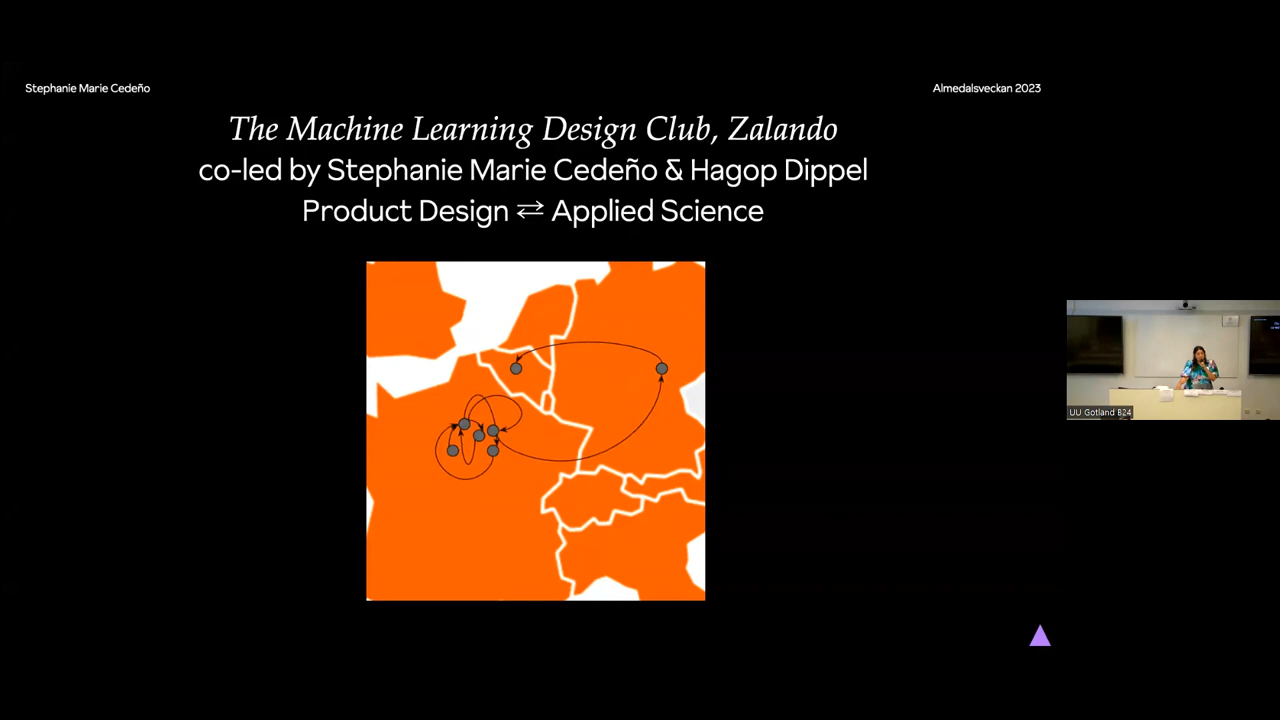 Stephanie Marie Cedeño
Almedalsveckan 2023
The Machine Learning Design Club, Zalando
co-led by Stephanie Marie Cedeño & Hagop Dippel
Product Design ⇄ Applied Science
UU Gotland B24